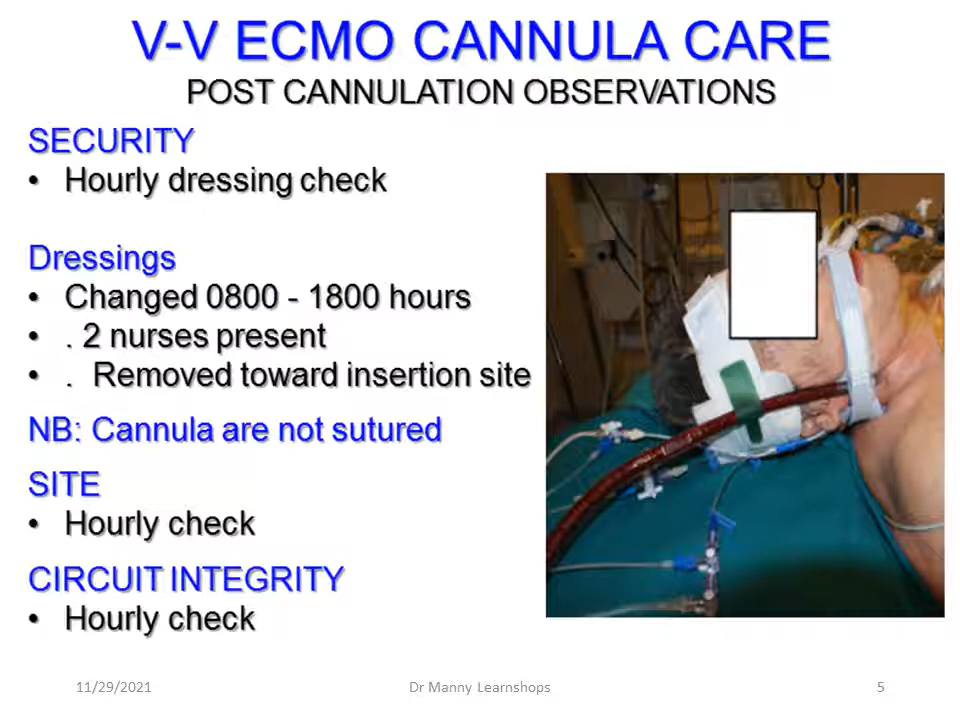 V-V ECMO CANNULA CARE
POST CANNULATION OBSERVATIONS
SECURITY
• Hourly dressing check
Dressings
• Changed 0800 - 1800 hours
• . 2 nurses present
• . Removed toward insertion site
NB: Cannula are not sutured
SITE
• Hourly check
CIRCUIT INTEGRITY
• Hourly check
11/29/2021
Dr Manny Learnshops
5